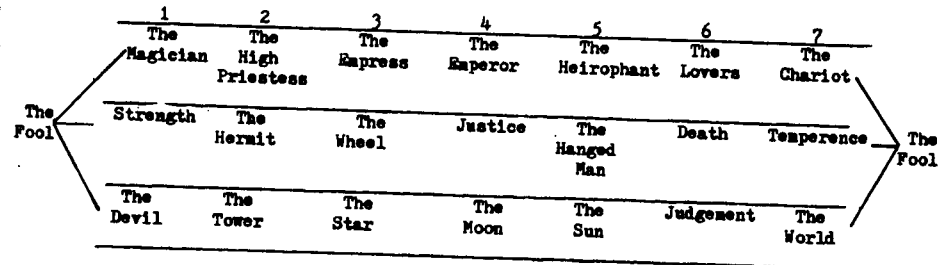 1 2 3 4 5 6 7
The Magician The High Priestess The Empress The Emperor The Heirophant The Lovers The Chariot
The Fool Strength The Hermit The Wheel Justice The Hanged Man Death Temperence The Fool
The Devil The Tower The Star The Moon The Sun Judgement The World